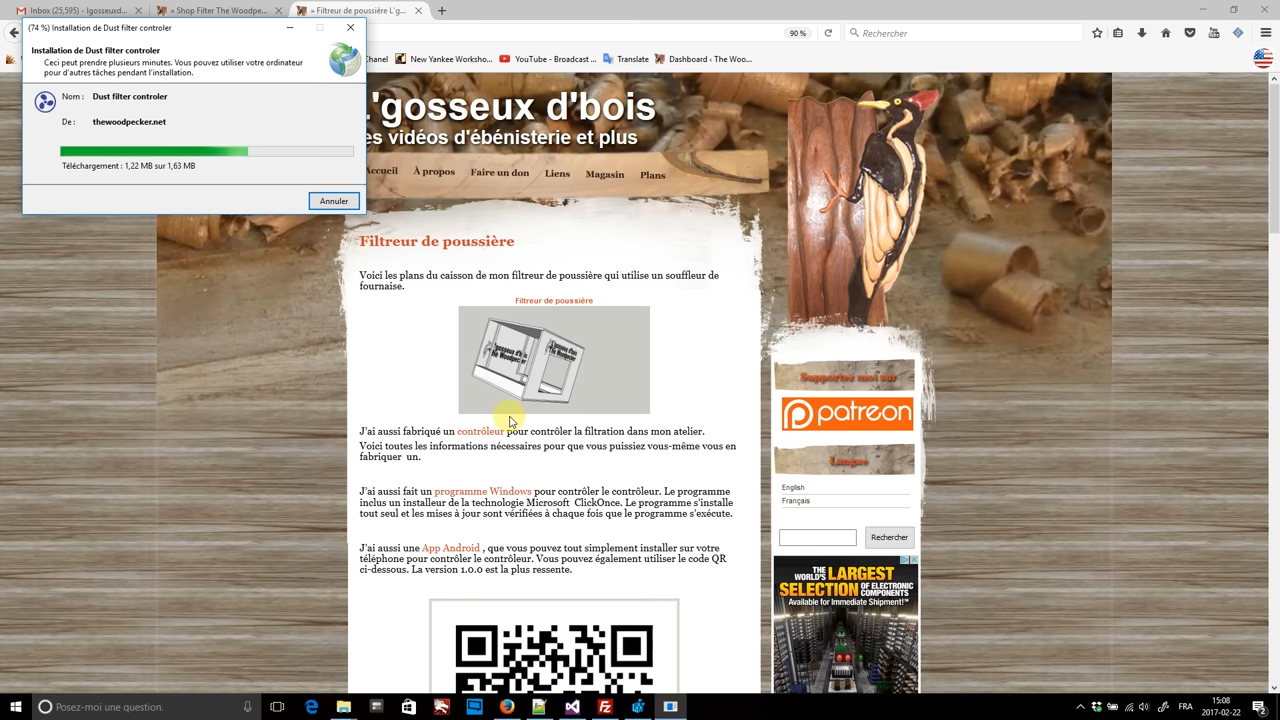 Inbox (25,595) - lgosseuxd...
» Shop Filter The Woodpe...
» Filtreur de poussière L'g...
(74 %) Installation de Dust filter controler
Installation de Dust filter controler
Ceci peut prendre plusieurs minutes. Vous pouvez utiliser votre ordinateur
pour d'autres tâches pendant l'installation.
Nom :
Dust filter controler
De :
thewoodpecker.net
Téléchargement : 1,22 MB sur 1,63 MB
Annuler
90 %
Rechercher
Chanel
New Yankee Worksho...
YouTube - Broadcast ...
Translate
Dashboard ‹ The Woo...
L'gosseux d'bois
es vidéos d'ébénisterie et plus
Accueil
À propos
Faire un don
Liens
Magasin
Plans
Filtreur de poussière
Voici les plans du caisson de mon filtreur de poussière qui utilise un souffleur de
fournaise.
Filtreur de poussière
L'gosseux d'bois
The Woodpecker
J'ai aussi fabriqué un contrôleur pour contrôler la filtration dans mon atelier.
Voici toutes les informations nécessaires pour que vous puissiez vous-même vous en
fabriquer un.
J'ai aussi fait un programme Windows pour contrôler le contrôleur. Le programme
inclus un installeur de la technologie Microsoft ClickOnce. Le programme s'installe
tout seul et les mises à jour sont vérifiées à chaque fois que le programme s'exécute.
J'ai aussi une App Android , que vous pouvez tout simplement installer sur votre
téléphone pour contrôler le contrôleur. Vous pouvez également utiliser le code QR
ci-dessous. La version 1.0.0 est la plus ressente.
Supportez moi sur
patreon
Langue
English
Français
Rechercher
THE WORLD'S LARGEST
SELECTION OF ELECTRONIC COMPONENTS
Available for Immediate Shipment!™
Posez-moi une question.
FRA
15:08
2017-02-22